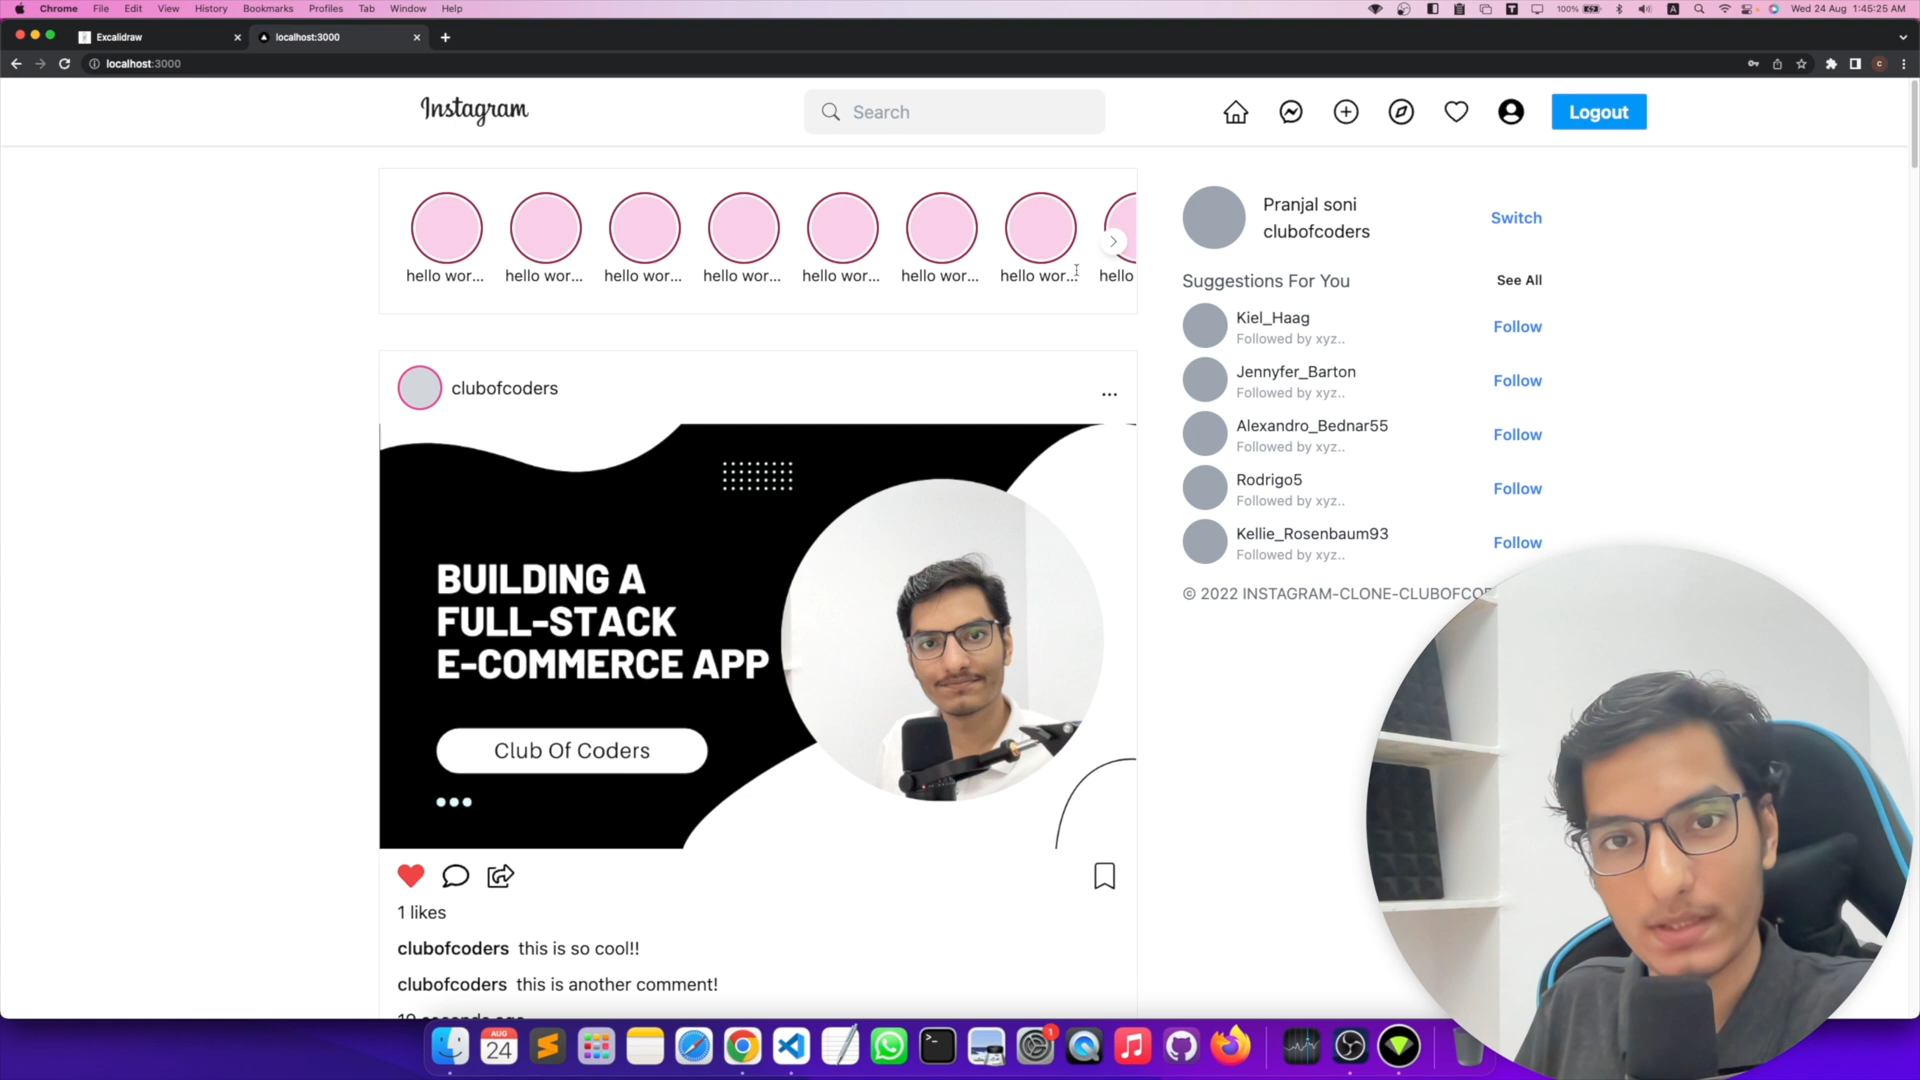 Chrome File Edit View History Bookmarks Profiles Tab Window Help
100% Wed 24 Aug 1:45:25 AM
Excalidraw
localhost:3000
localhost:3000
Instagram
Search
Logout
hello wor... hello wor... hello wor... hello wor... hello wor... hello wor... hello wor... hello
Pranjal soni
clubofcoders
Switch
Suggestions For You
See All
Kiel_Haag
Followed by xyz..
Follow
Jennyfer_Barton
Followed by xyz..
Follow
Alexandro_Bednar55
Followed by xyz..
Follow
Rodrigo5
Followed by xyz..
Follow
Kellie_Rosenbaum93
Followed by xyz..
Follow
© 2022 INSTAGRAM-CLONE-CLUBOFCO
clubofcoders
...
BUILDING A
FULL-STACK
E-COMMERCE APP
Club Of Coders
1 likes
clubofcoders this is so cool!!
clubofcoders this is another comment!
AUG
24
1